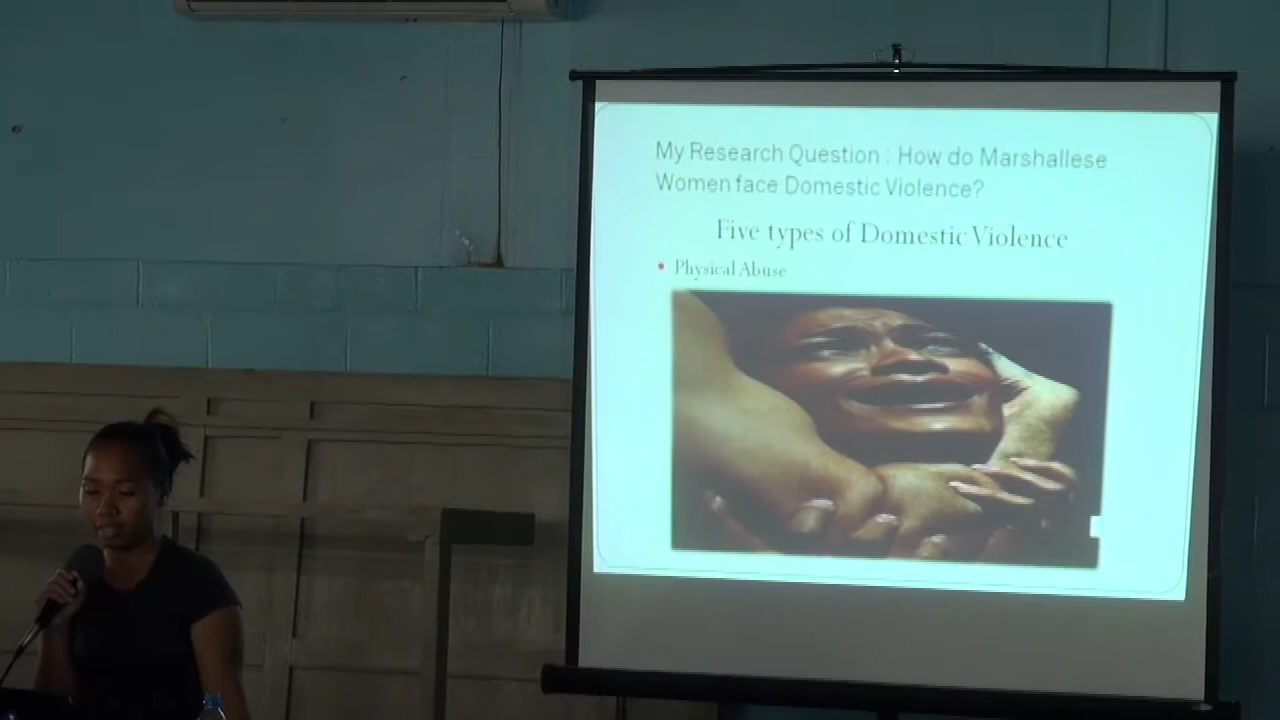 My Research Question : How do Marshallese
Women face Domestic Violence?
Five types of Domestic Violence
Physical Abuse